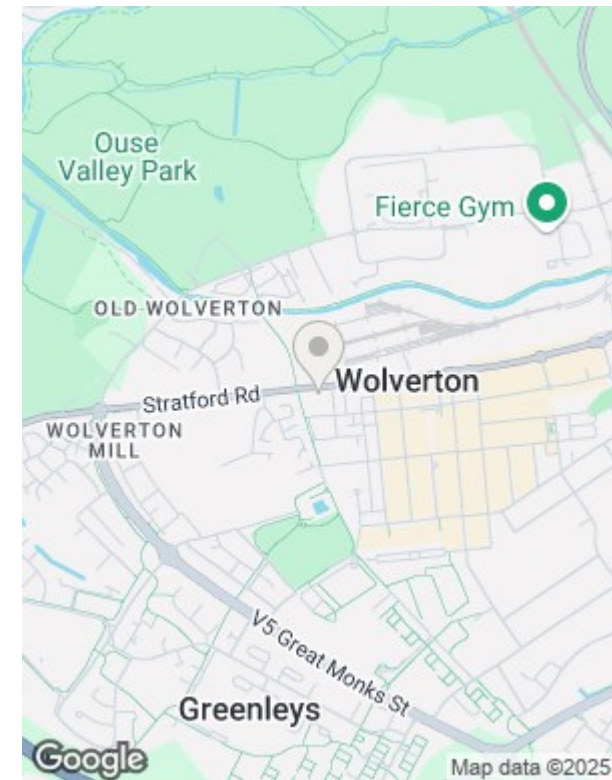 Ouse
Valley Park
Fierce Gym
OLD WOLVERTON
Wolverton
Stratford Rd
WOLVERTON
MILL
V5 Great Monks St
Greenleys
Google
Map data ©2025